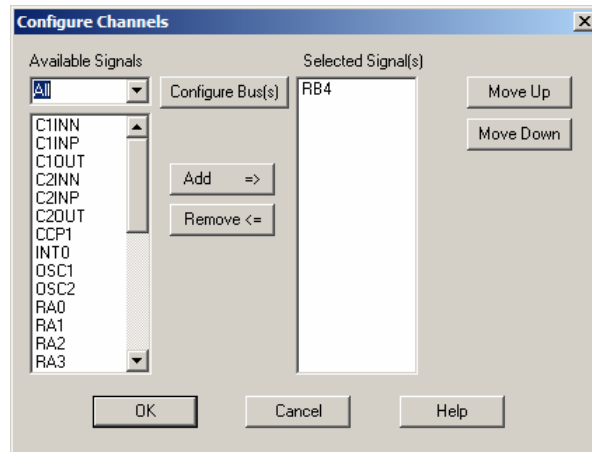 Configure Channels
Available Signals
Selected Signal(s)
All
Configure Bus(s)
RB4
Move Up
Move Down
C1INN
C1INP
C1OUT
C2INN
C2INP
C2OUT
CCP1
INT0
OSC1
OSC2
RA0
RA1
RA2
RA3
Add =>
Remove <=
OK
Cancel
Help